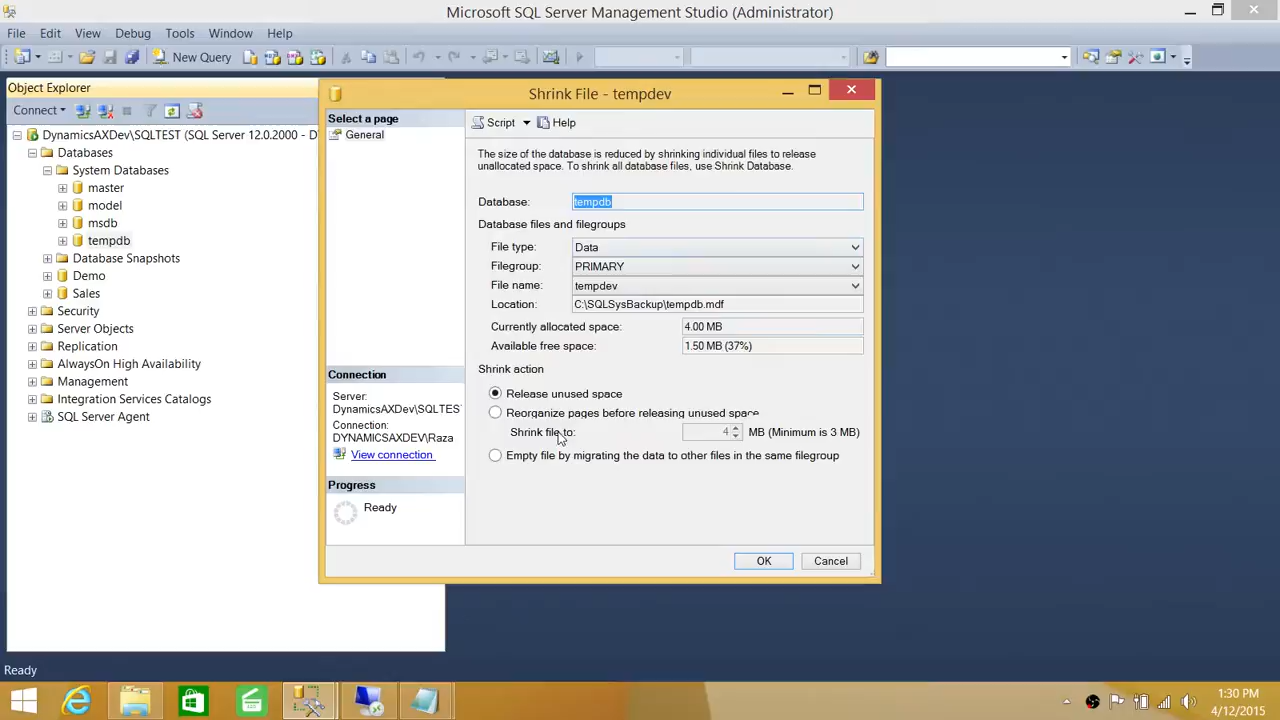 Microsoft SQL Server Management Studio (Administrator)
File Edit View Debug Tools Window Help
New Query
Object Explorer
Connect
DynamicsAXDev\SQLTEST (SQL Server 12.0.2000 - D
Databases
System Databases
master
model
msdb
tempdb
Database Snapshots
Demo
Sales
Security
Server Objects
Replication
AlwaysOn High Availability
Management
Integration Services Catalogs
SQL Server Agent
Shrink File - tempdev
Select a page
General
Connection
Server:
DynamicsAXDev\SQLTEST
Connection:
DYNAMICSAXDEV\Raza
View connection
Progress
Ready
Script Help
The size of the database is reduced by shrinking individual files to release
unallocated space. To shrink all database files, use Shrink Database.
Database: tempdb
Database files and filegroups
File type: Data
Filegroup: PRIMARY
File name: tempdev
Location: C:\SQLSysBackup\tempdb.mdf
Currently allocated space: 4.00 MB
Available free space: 1.50 MB (37%)
Shrink action
Release unused space
Reorganize pages before releasing unused space
Shrink file to: 4 MB (Minimum is 3 MB)
Empty file by migrating the data to other files in the same filegroup
OK Cancel
Ready
1:30 PM
4/12/2015